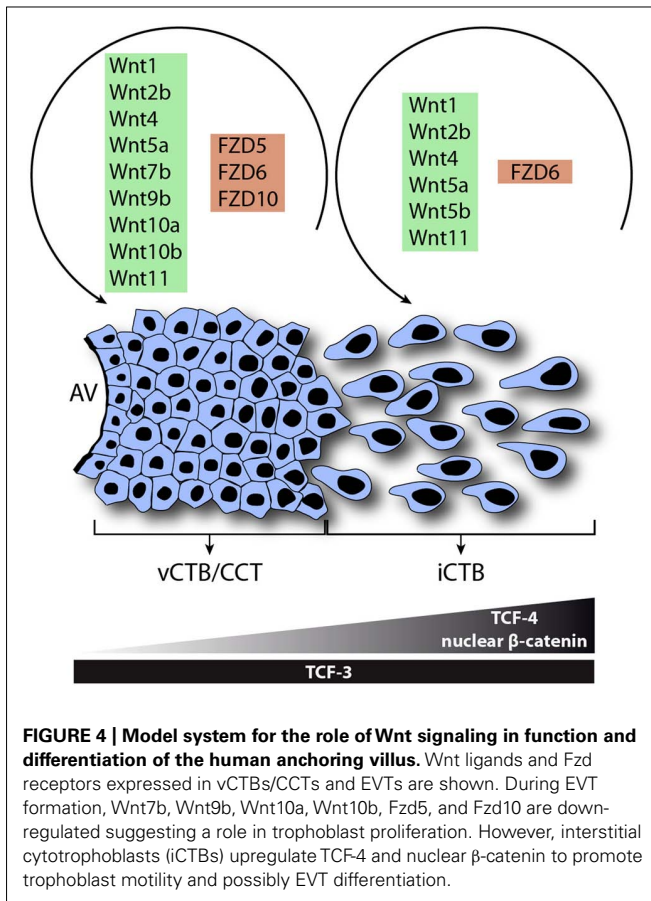 Wnt1
Wnt2b
Wnt4
Wnt5a
Wnt7b
Wnt9b
Wnt10a
Wnt10b
Wnt11
FZD5
FZD6
FZD10
Wnt1
Wnt2b
Wnt4
Wnt5a
Wnt5b
Wnt11
FZD6
AV
vCTB/CCT
iCTB
TCF-4
nuclear β-catenin
TCF-3
FIGURE 4 | Model system for the role of Wnt signaling in function and
differentiation of the human anchoring villus. Wnt ligands and Fzd
receptors expressed in vCTBs/CCTs and EVTs are shown. During EVT
formation, Wnt7b, Wnt9b, Wnt10a, Wnt10b, Fzd5, and Fzd10 are down-
regulated suggesting a role in trophoblast proliferation. However, interstitial
cytotrophoblasts (iCTBs) upregulate TCF-4 and nuclear β-catenin to promote
trophoblast motility and possibly EVT differentiation.